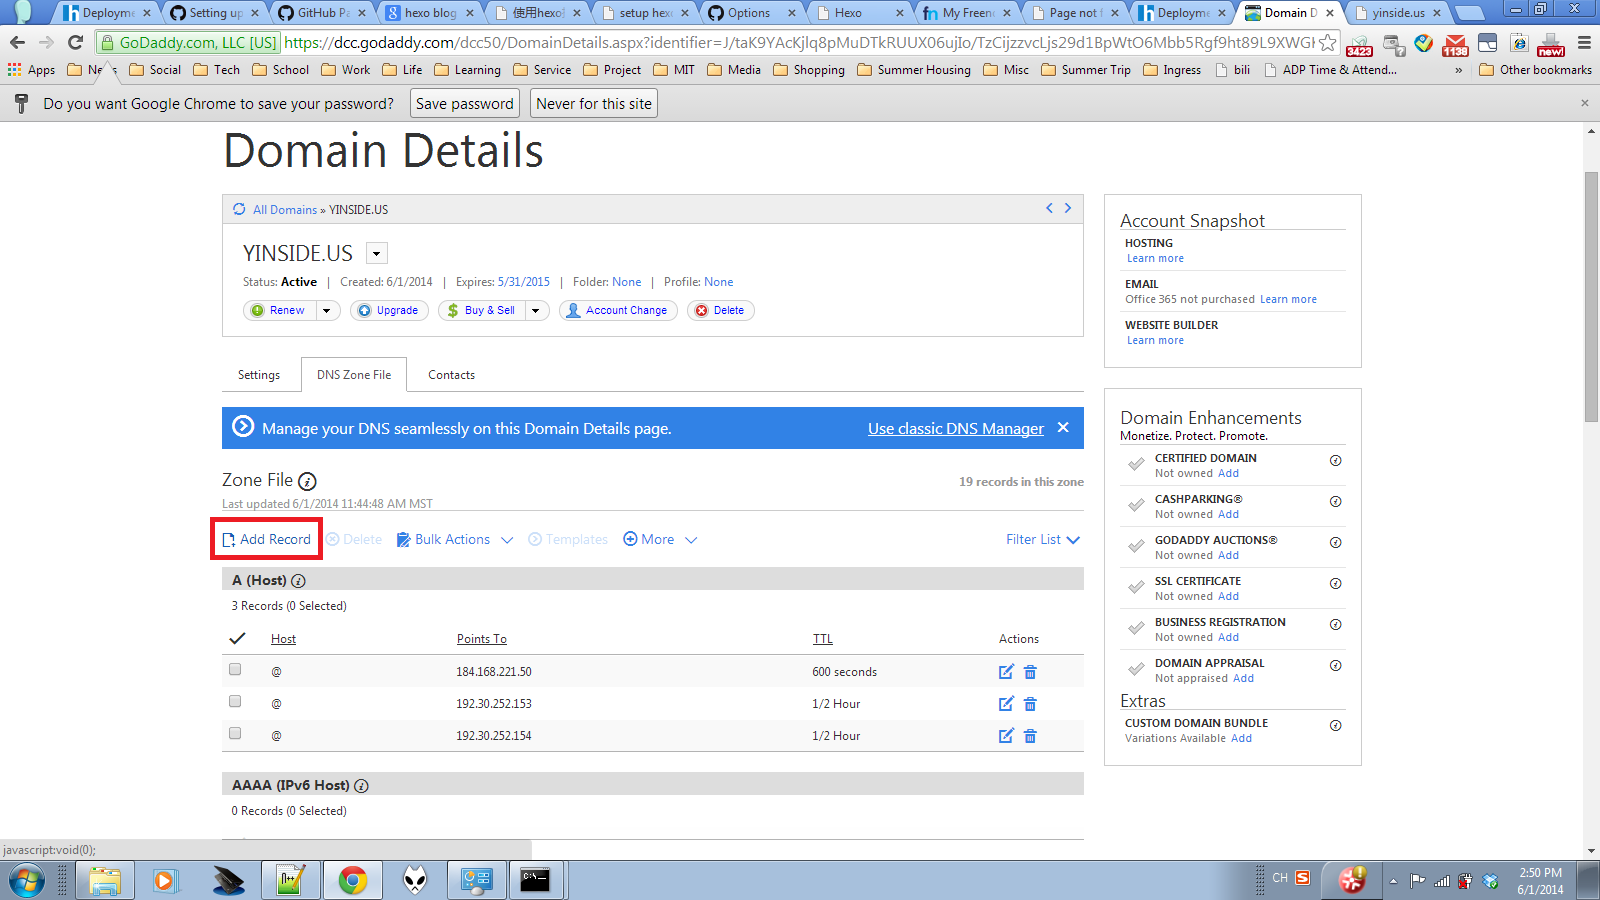 Deployme
Setting up
GitHub Pa
hexo blog
使用hexo
setup hexo
Options
Hexo
My Freen
Page not f
Deployme
Domain D
yinside.us
GoDaddy.com, LLC [US]
https://dcc.godaddy.com/dcc50/DomainDetails.aspx?identifier=J/taK9YAcKjlq8pMuDTkRUUX06ujIo/TzCijzzvcLjs29d1BpWtO6Mbb5Rgf9ht89L9XWGH
3423
1138
new!
Apps
Social
Tech
School
Work
Life
Learning
Service
Project
MIT
Media
Shopping
Summer Housing
Misc
Summer Trip
Ingress
bili
ADP Time & Attend...
»
Other bookmarks
Do you want Google Chrome to save your password?
Save password
Never for this site
Domain Details
All Domains » YINSIDE.US
YINSIDE.US
Status: Active | Created: 6/1/2014 | Expires: 5/31/2015 | Folder: None | Profile: None
Renew
Upgrade
Buy & Sell
Account Change
Delete
Settings
DNS Zone File
Contacts
Manage your DNS seamlessly on this Domain Details page.
Use classic DNS Manager
Zone File
19 records in this zone
Last updated 6/1/2014 11:44:48 AM MST
Add Record
Delete
Bulk Actions
Templates
More
Filter List
A (Host)
3 Records (0 Selected)
Host Points To TTL Actions
@ 184.168.221.50 600 seconds
@ 192.30.252.153 1/2 Hour
@ 192.30.252.154 1/2 Hour
AAAA (IPv6 Host)
0 Records (0 Selected)
Account Snapshot
HOSTING
Learn more
EMAIL
Office 365 not purchased Learn more
WEBSITE BUILDER
Learn more
Domain Enhancements
Monetize. Protect. Promote.
CERTIFIED DOMAIN
Not owned Add
CASHPARKING®
Not owned Add
GODADDY AUCTIONS®
Not owned Add
SSL CERTIFICATE
Not owned Add
BUSINESS REGISTRATION
Not owned Add
DOMAIN APPRAISAL
Not appraised Add
Extras
CUSTOM DOMAIN BUNDLE
Variations Available Add
javascript:void(0);
CH
2:50 PM
6/1/2014